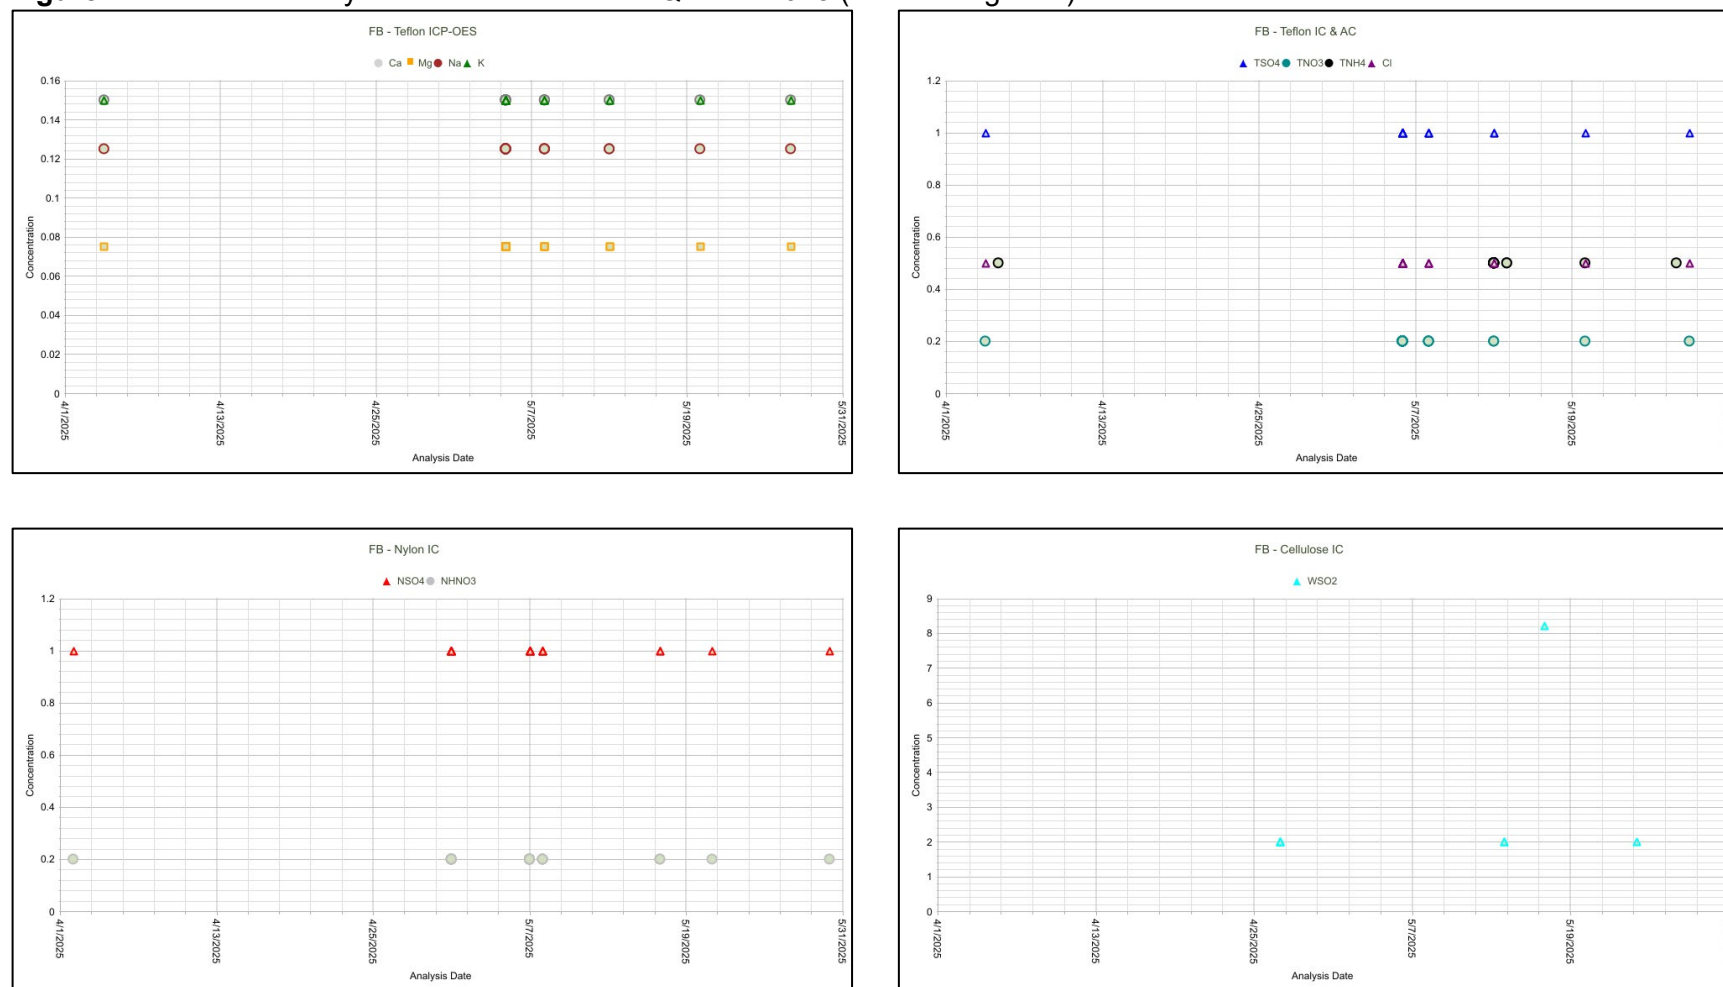 FB - Teflon ICP-OES
Ca Mg Na K
0.16
0.14
0.12
0.1
0.08
0.06
0.04
0.02
0
Concentration
4/1/2025 4/13/2025 4/25/2025 5/7/2025 5/19/2025 5/31/2025
Analysis Date
FB - Teflon IC & AC
TSO4 TNO3 TNH4 Cl
1.2
1
0.8
0.6
0.4
0.2
0
Concentration
4/1/2025 4/13/2025 4/25/2025 5/7/2025 5/19/2025
Analysis Date
FB - Nylon IC
NSO4 NHNO3
1.2
1
0.8
0.6
0.4
0.2
0
Concentration
4/1/2025 4/13/2025 4/25/2025 5/7/2025 5/19/2025 5/31/2025
Analysis Date
FB - Cellulose IC
WSO2
9
8
7
6
5
4
3
2
1
0
Concentration
4/1/2025 4/13/2025 4/25/2025 5/7/2025 5/19/2025
Analysis Date